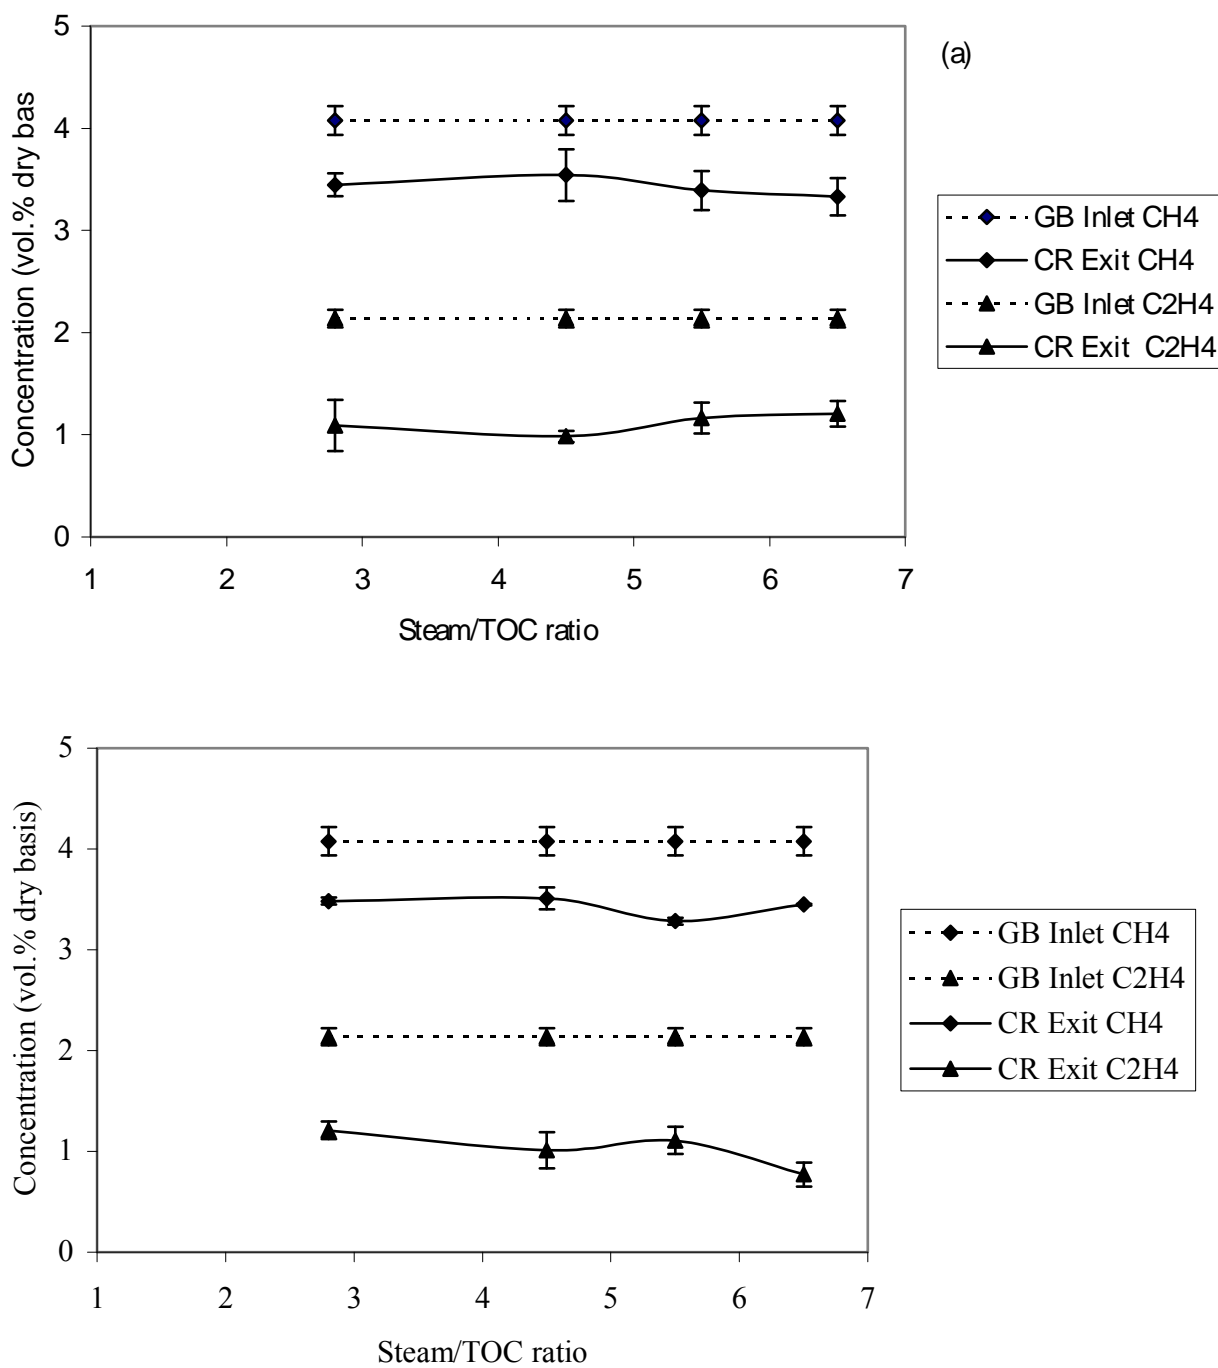 5
4
3
2
1
0
Concentration (vol.% dry bas
1 2 3 4 5 6 7
Steam/TOC ratio
(a)
GB Inlet CH4
CR Exit CH4
GB Inlet C2H4
CR Exit C2H4
5
4
3
2
1
0
Concentration (vol.% dry basis)
1 2 3 4 5 6 7
Steam/TOC ratio
GB Inlet CH4
GB Inlet C2H4
CR Exit CH4
CR Exit C2H4